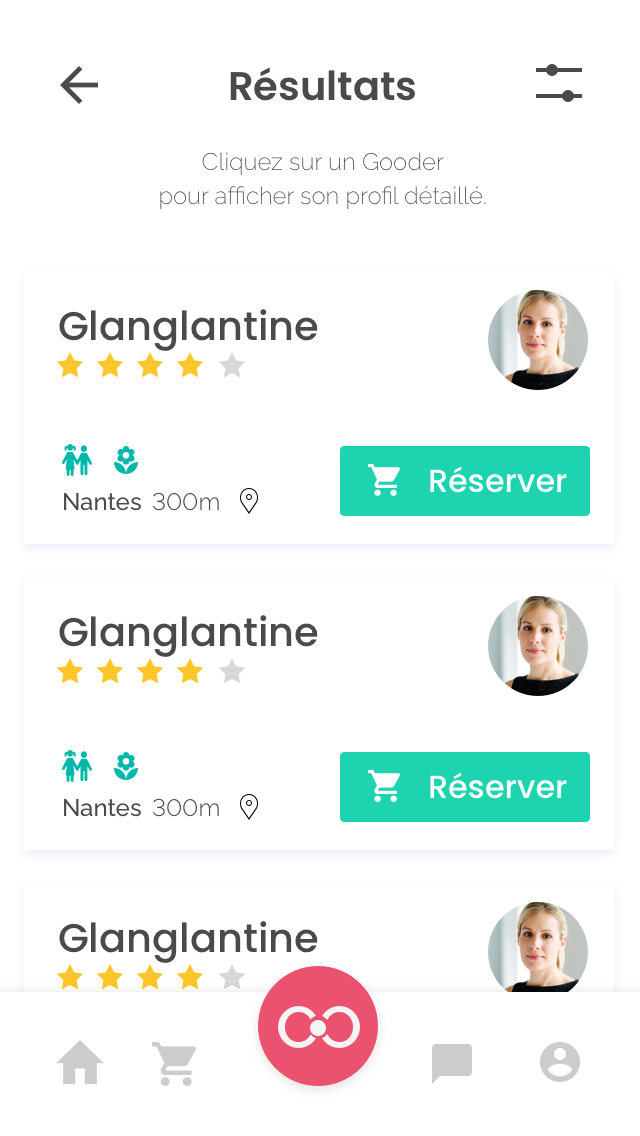 Résultats
Cliquez sur un Gooder
pour afficher son profil détaillé.
Glanglantine
Nantes 300m
Réserver
Glanglantine
Nantes 300m
Réserver
Glanglantine